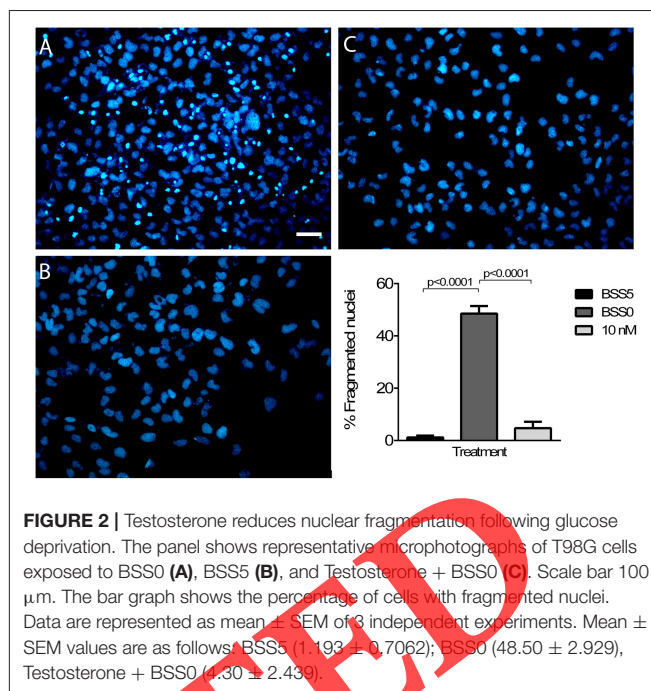 A
C
B
60
40
20
0
% Fragmented nuclei
p<0.0001
p<0.0001
Treatment
BSS5
BSS0
10 nM
FIGURE 2 | Testosterone reduces nuclear fragmentation following glucose
deprivation. The panel shows representative microphotographs of T98G cells
exposed to BSS0 (A), BSS5 (B), and Testosterone + BSS0 (C). Scale bar 100
μm. The bar graph shows the percentage of cells with fragmented nuclei.
Data are represented as mean ± SEM of 3 independent experiments. Mean ±
SEM values are as follows: BSS5 (1.193 ± 0.7062); BSS0 (48.50 ± 2.929),
Testosterone + BSS0 (4.30 ± 2.439).
TED